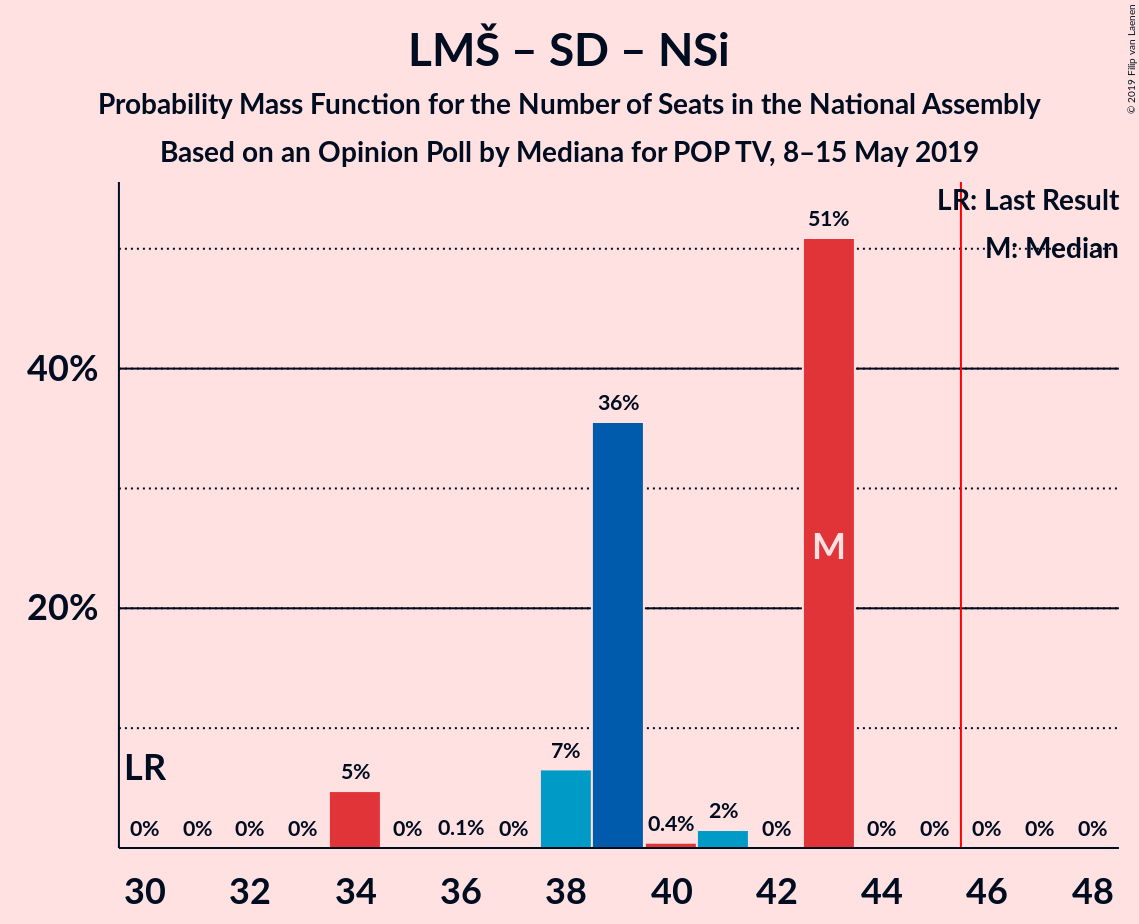 LMŠ – SD – NSi
Probability Mass Function for the Number of Seats in the National Assembly
Based on an Opinion Poll by Mediana for POP TV, 8–15 May 2019
© 2019 Filip van Laenen
LR: Last Result
M: Median
51%
40%
36%
M
20%
LR
7%
5%
2%
0% 0% 0% 0% 0% 0.1% 0% 0.4% 0% 0% 0% 0% 0% 0%
30 32 34 36 38 40 42 44 46 48